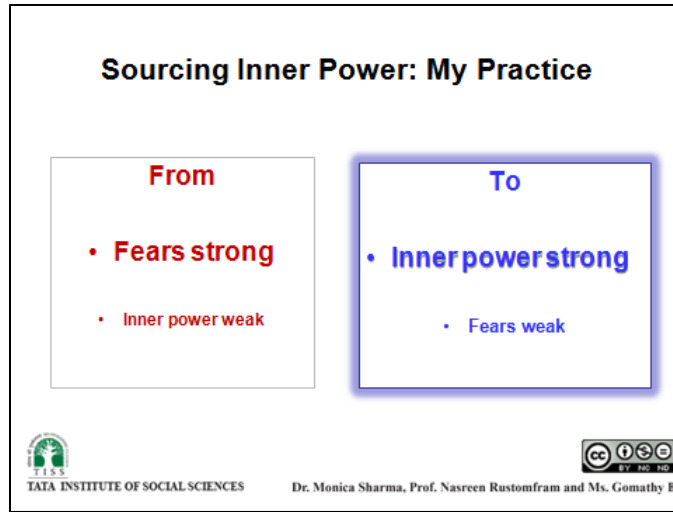 Sourcing Inner Power: My Practice
From
• Fears strong
• Inner power weak
To
• Inner power strong
• Fears weak
TISS
TATA INSTITUTE OF SOCIAL SCIENCES
cc
BY NC ND
Dr. Monica Sharma, Prof. Nasreen Rustomfram and Ms. Gomathy